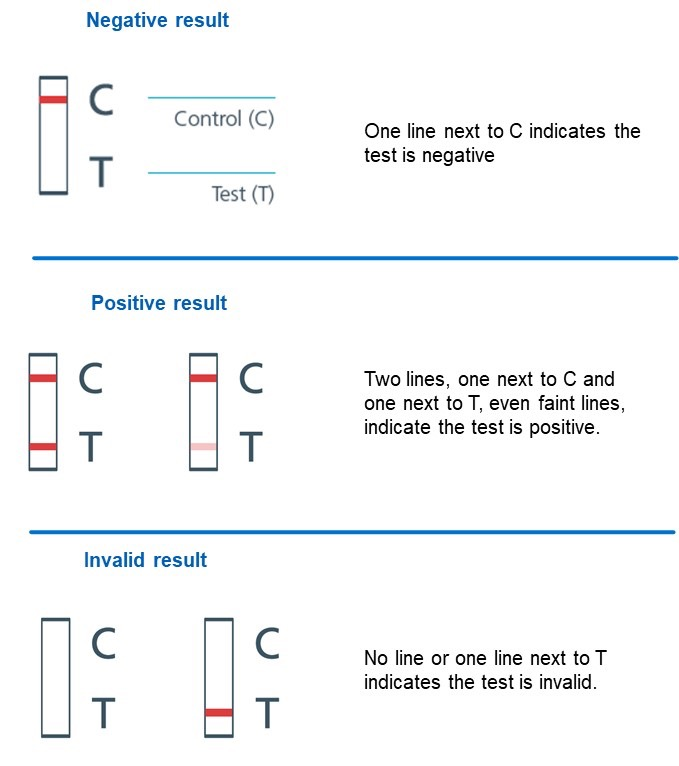 Negative result
C
Control (C)
T
Test (T)
One line next to C indicates the
test is negative
Positive result
C
T
C
T
Two lines, one next to C and
one next to T, even faint lines,
indicate the test is positive.
Invalid result
C
T
C
T
No line or one line next to T
indicates the test is invalid.